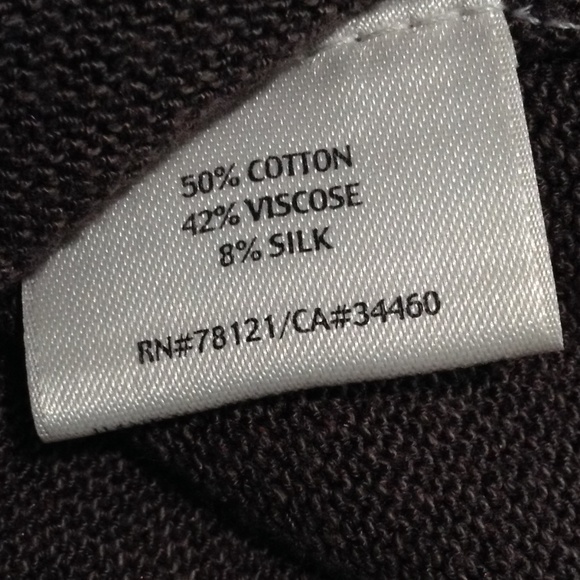 50% COTTON
42% VISCOSE
8% SILK
RN#78121/CA#34460